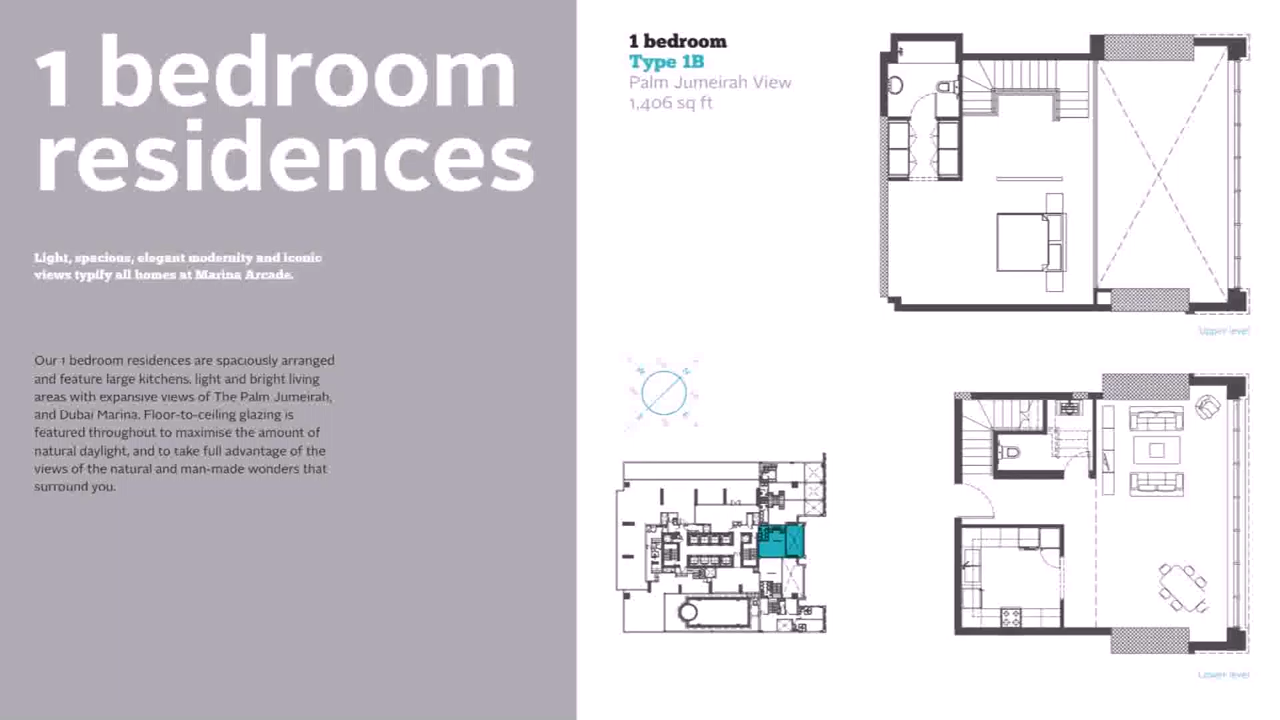 1 bedroom
residences
Light, spacious, elegant modernity and iconic
views typify all homes at Marina Arcade.
Our 1 bedroom residences are spaciously arranged
and feature large kitchens, light and bright living
areas with expansive views of The Palm Jumeirah,
and Dubai Marina. Floor-to-ceiling glazing is
featured throughout to maximise the amount of
natural daylight, and to take full advantage of the
views of the natural and man-made wonders that
surround you.
1 bedroom
Type 1B
Palm Jumeirah View
1,406 sq ft
Upper level
Lower level